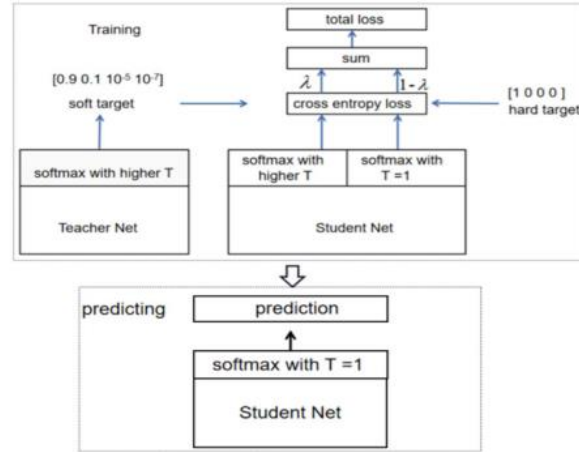 total loss
Training
sum
[0.9 0.1 10⁻⁵ 10⁻⁷]
λ
1 - λ
[1 0 0 0 ]
soft target
cross entropy loss
hard target
softmax with higher T
softmax with
higher T
softmax with
T =1
Teacher Net
Student Net
predicting
prediction
softmax with T =1
Student Net